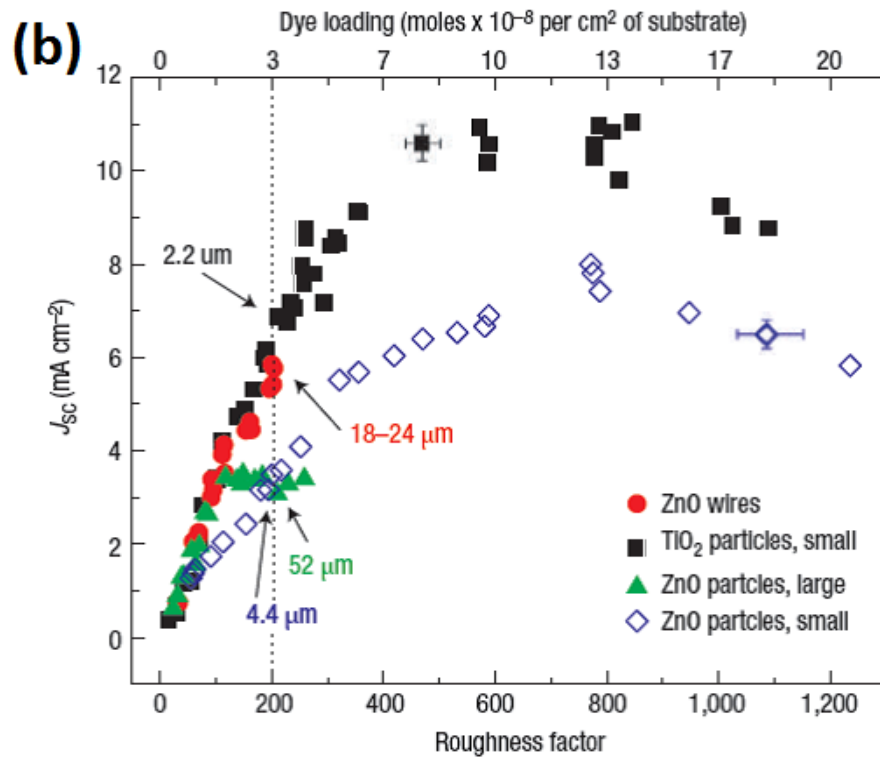 (b)
Dye loading (moles x 10⁻⁸ per cm² of substrate)
0 3 7 10 13 17 20
12
10
8
6
4
2
0
J_SC (mA cm⁻²)
2.2 um
18–24 μm
52 μm
4.4 μm
ZnO wires
TiO₂ particles, small
ZnO partcles, large
ZnO partcles, small
0 200 400 600 800 1,000 1,200
Roughness factor